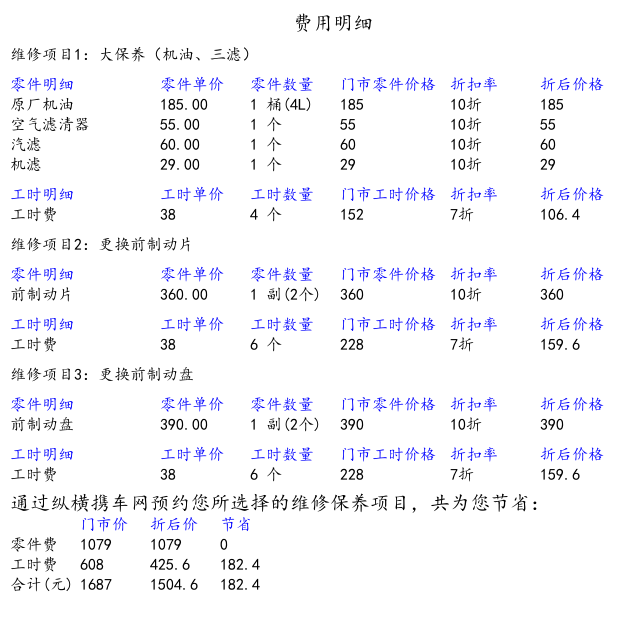 费用明细
维修项目1: 大保养（机油、三滤）
零件明细 零件单价 零件数量 门市零件价格 折扣率 折后价格
原厂机油 185.00 1 桶(4L) 185 10折 185
空气滤清器 55.00 1 个 55 10折 55
汽滤 60.00 1 个 60 10折 60
机滤 29.00 1 个 29 10折 29
工时明细 工时单价 工时数量 门市工时价格 折扣率 折后价格
工时费 38 4 个 152 7折 106.4
维修项目2: 更换前制动片
零件明细 零件单价 零件数量 门市零件价格 折扣率 折后价格
前制动片 360.00 1 副(2个) 360 10折 360
工时明细 工时单价 工时数量 门市工时价格 折扣率 折后价格
工时费 38 6 个 228 7折 159.6
维修项目3: 更换前制动盘
零件明细 零件单价 零件数量 门市零件价格 折扣率 折后价格
前制动盘 390.00 1 副(2个) 390 10折 390
工时明细 工时单价 工时数量 门市工时价格 折扣率 折后价格
工时费 38 6 个 228 7折 159.6
通过纵横携车网预约您所选择的维修保养项目，共为您节省：
门市价 折后价 节省
零件费 1079 1079 0
工时费 608 425.6 182.4
合计(元) 1687 1504.6 182.4